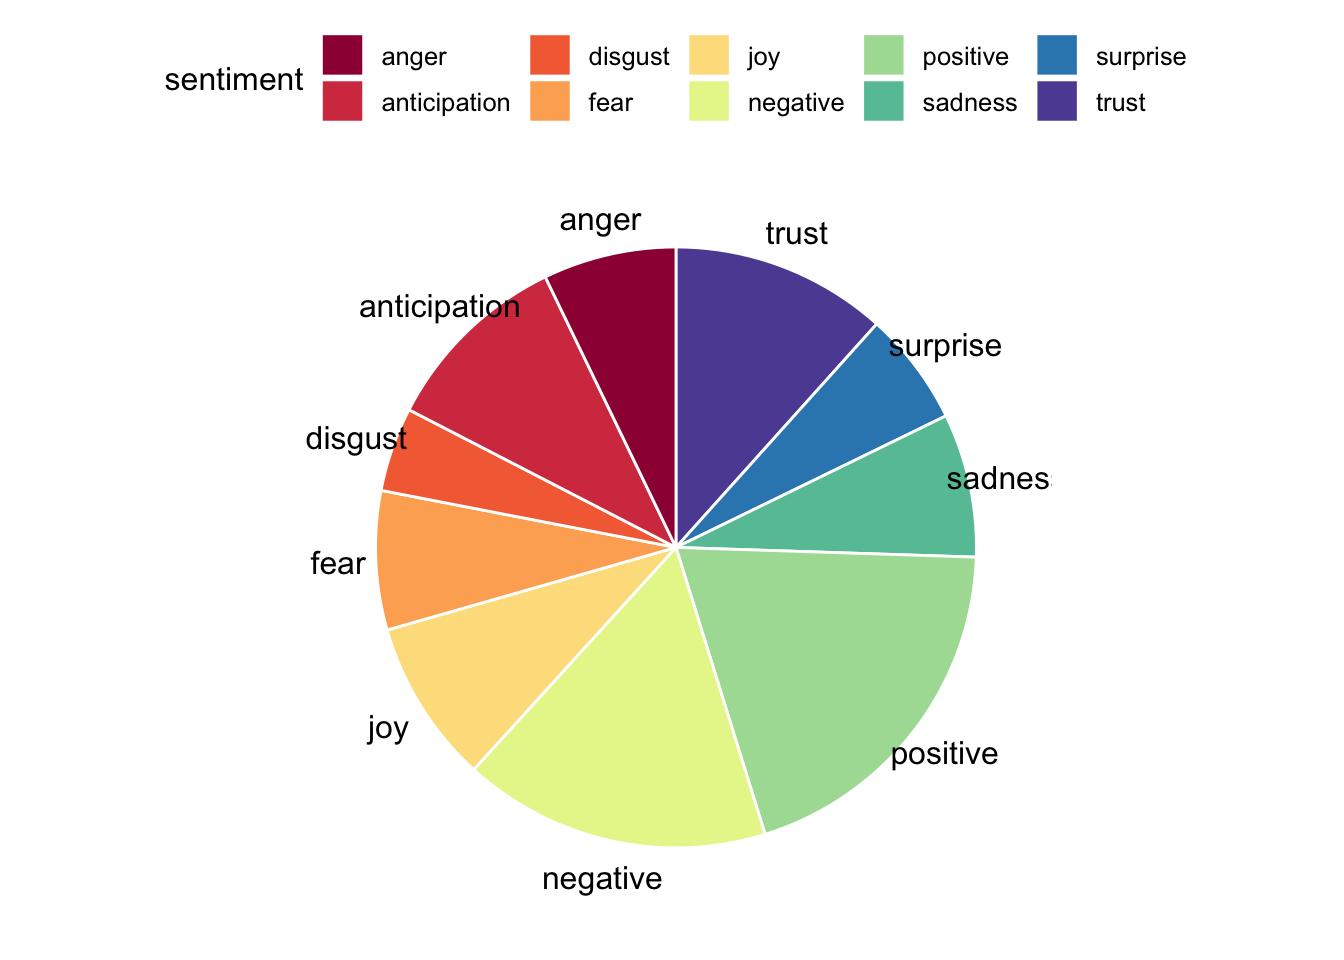 sentiment
anger disgust joy positive surprise
anticipation fear negative sadness trust
anger
trust
anticipation
surprise
disgust
sadnes
fear
joy
positive
negative